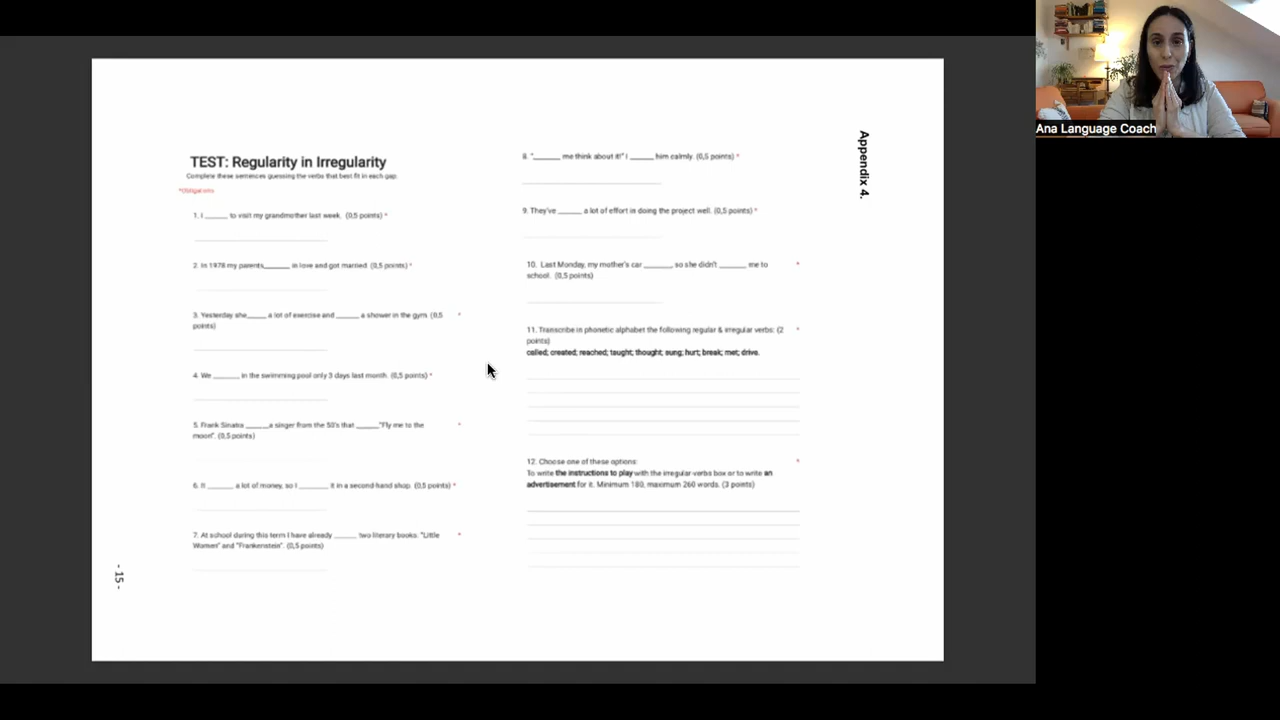 Ana Language Coach
Appendix 4.
TEST: Regularity in Irregularity
Complete these sentences guessing the verbs that best fit in each gap.
*Obligatorio
1. I ______ to visit my grandmother last week. (0,5 points) *
2. In 1978 my parents_______ in love and got married. (0,5 points) *
3. Yesterday she_____ a lot of exercise and ______ a shower in the gym. (0,5 *
points)
4. We _______ in the swimming pool only 3 days last month. (0,5 points) *
5. Frank Sinatra ______a singer from the 50's that ______"Fly me to the *
moon". (0,5 points)
6. It _______ a lot of money, so I ________ it in a second-hand shop. (0,5 points) *
7. At school during this term I have already ______ two literary books: "Little *
Women" and "Frankenstein". (0,5 points)
8. "_______ me think about it!" I ______ him calmly. (0,5 points) *
9. They've ______ a lot of effort in doing the project well. (0,5 points) *
10. Last Monday, my mother's car ________, so she didn't _______ me to *
school. (0,5 points)
11. Transcribe in phonetic alphabet the following regular & irregular verbs: (2 *
points)
called; created; reached; taught; thought; sung; hurt; break; met; drive.
12. Choose one of these options: *
To write the instructions to play with the irregular verbs box or to write an
advertisement for it. Minimum 180, maximum 260 words. (3 points)
- 15 -